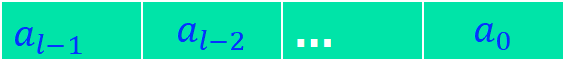 a_{l-1} a_{l-2} ... a_0